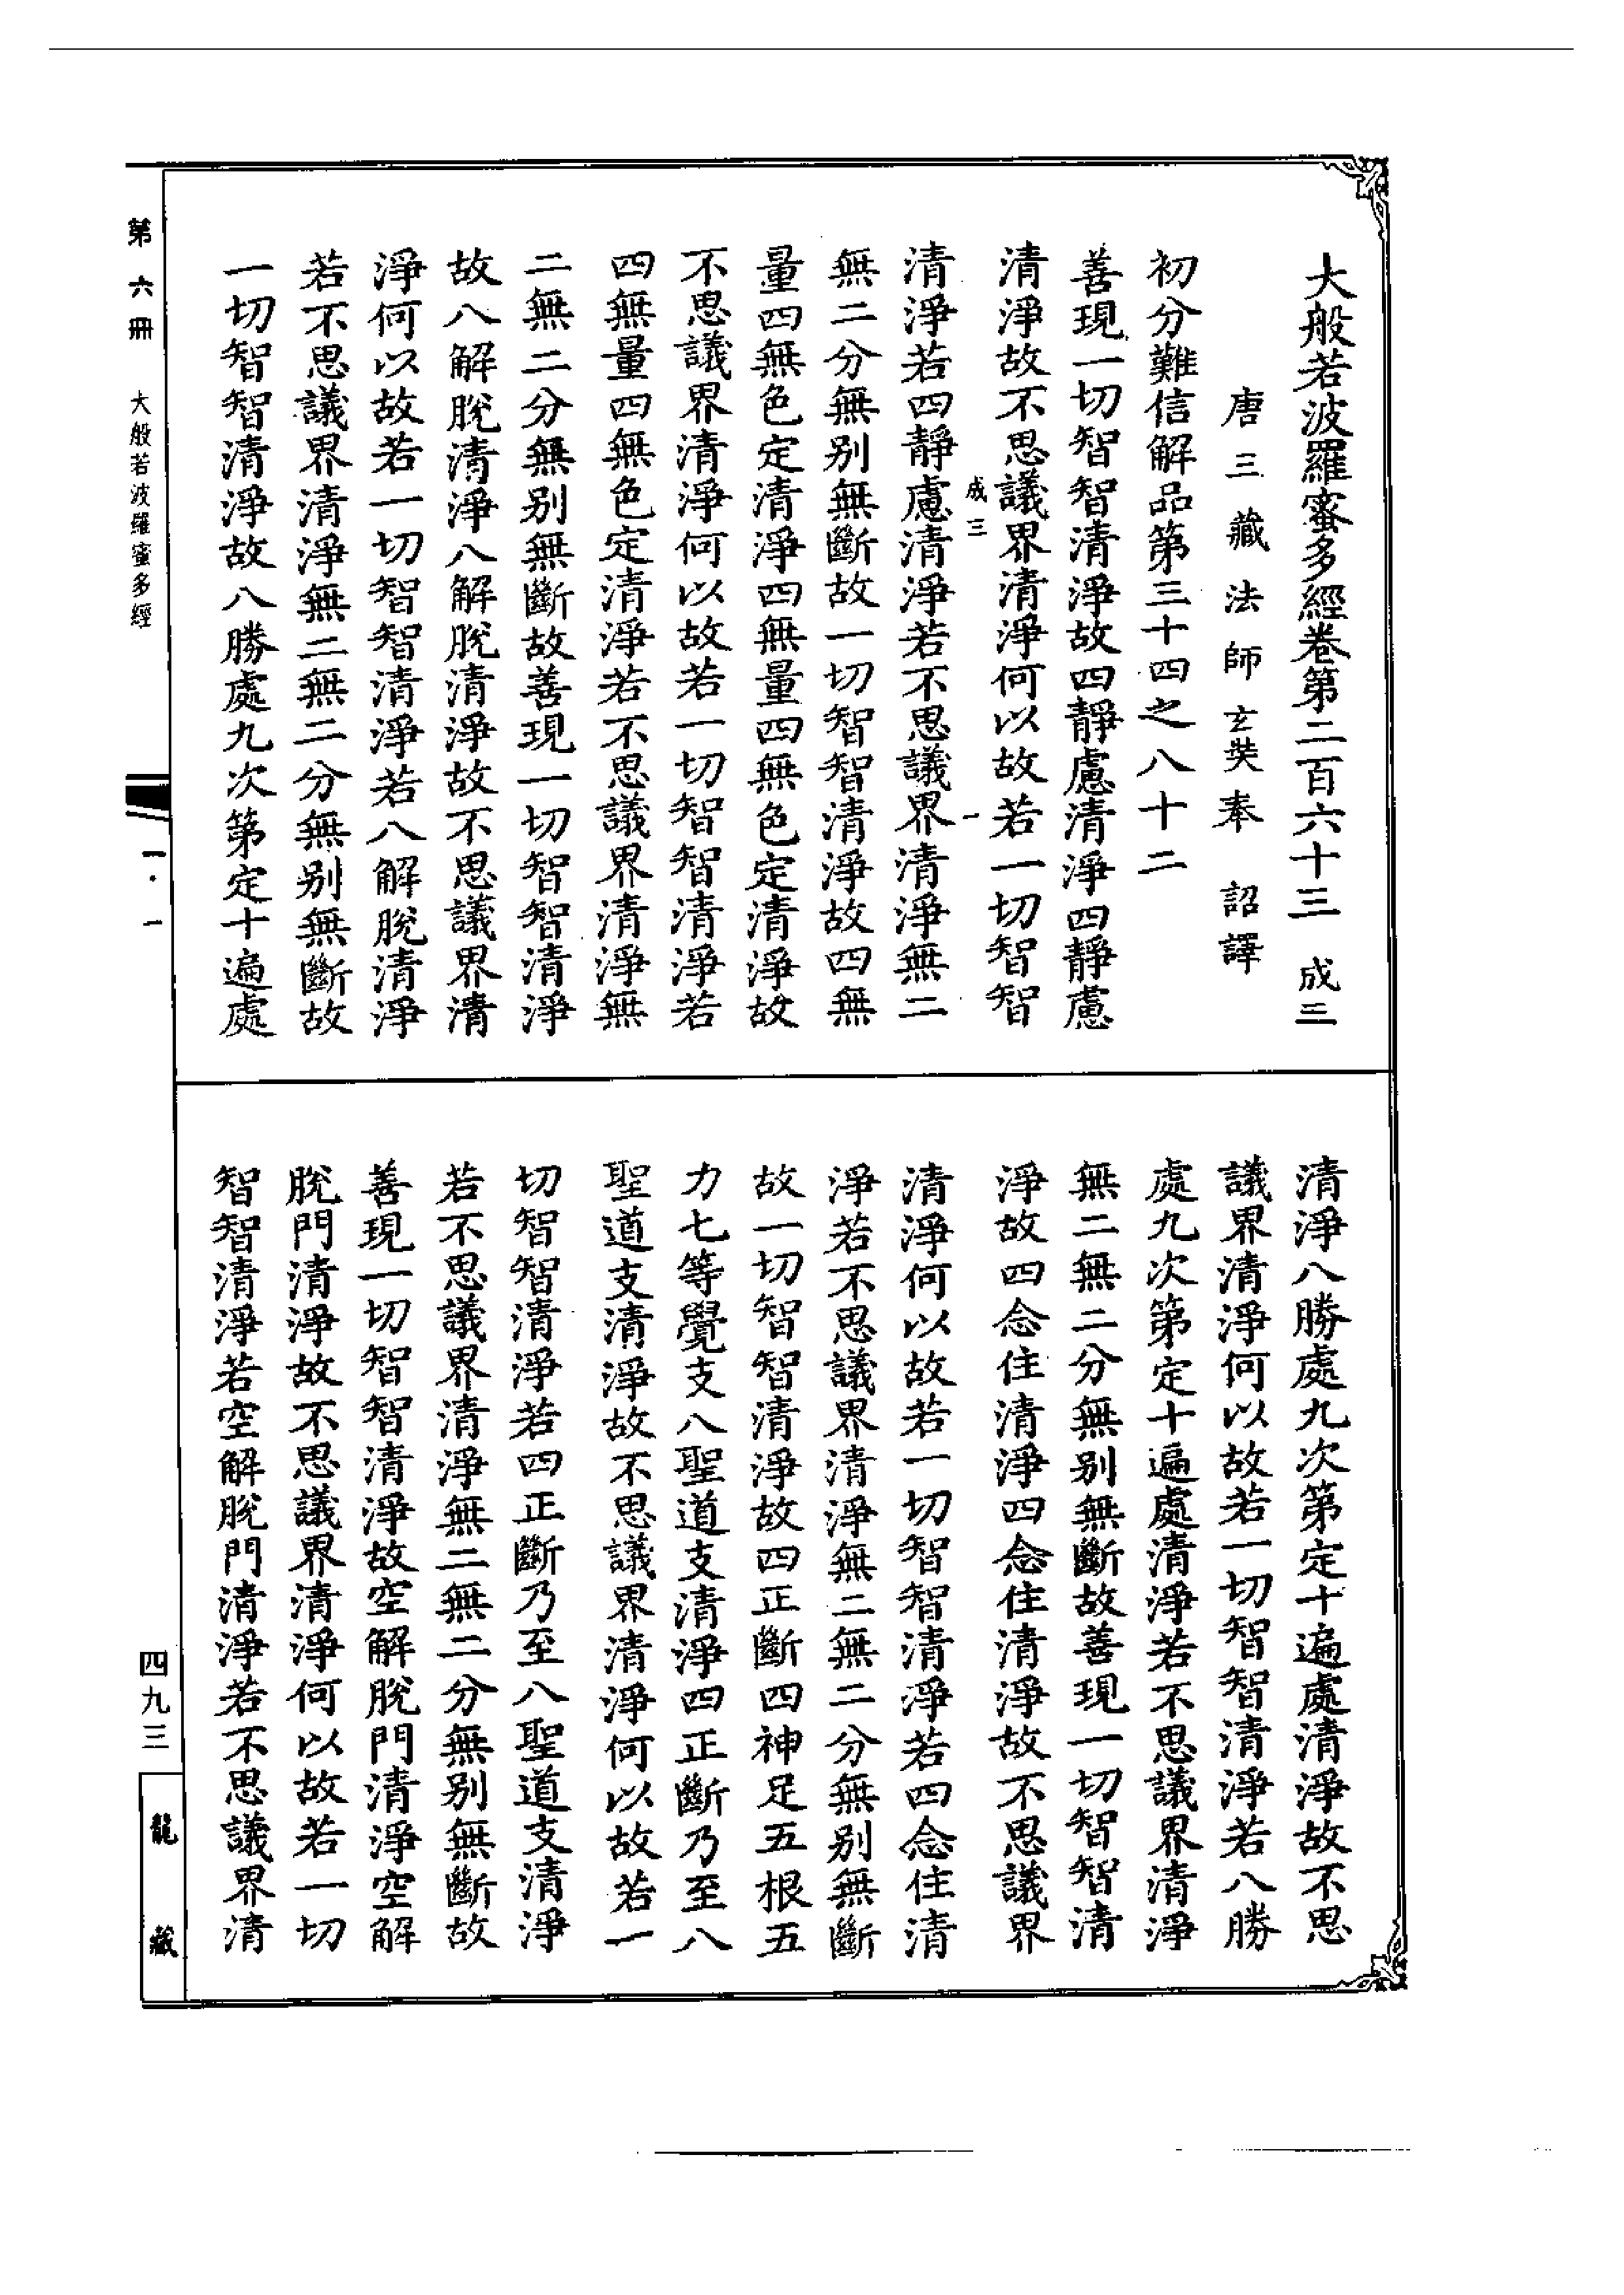 大般若波羅蜜多經卷第二百六十三　成三
唐三藏法師玄奘奉　詔譯
初分難信解品第三十四之八十二
善現一切智智清淨故四靜慮清淨四靜慮
清淨故不思議界清淨何以故若一切智智
成三　一
清淨若四靜慮清淨若不思議界清淨無二
無二分無別無斷故一切智智清淨故四無
量四無色定清淨四無量四無色定清淨故
不思議界清淨何以故若一切智智清淨若
四無量四無色定清淨若不思議界清淨無
二無二分無別無斷故善現一切智智清淨
故八解脫清淨八解脫清淨故不思議界清
淨何以故若一切智智清淨若八解脫清淨
若不思議界清淨無二無二分無別無斷故
一切智智清淨故八勝處九次第定十遍處
清淨八勝處九次第定十遍處清淨故不思
議界清淨何以故若一切智智清淨若八勝
處九次第定十遍處清淨若不思議界清淨
無二無二分無別無斷故善現一切智智清
淨故四念住清淨四念住清淨故不思議界
清淨何以故若一切智智清淨若四念住清
淨若不思議界清淨無二無二分無別無斷
故一切智智清淨故四正斷四神足五根五
力七等覺支八聖道支清淨四正斷乃至八
聖道支清淨故不思議界清淨何以故若一
切智智清淨若四正斷乃至八聖道支清淨
若不思議界清淨無二無二分無別無斷故
善現一切智智清淨故空解脫門清淨空解
脫門清淨故不思議界清淨何以故若一切
智智清淨若空解脫門清淨若不思議界清
第六冊　大般若波羅蜜多經
一·一
四九三
龍藏